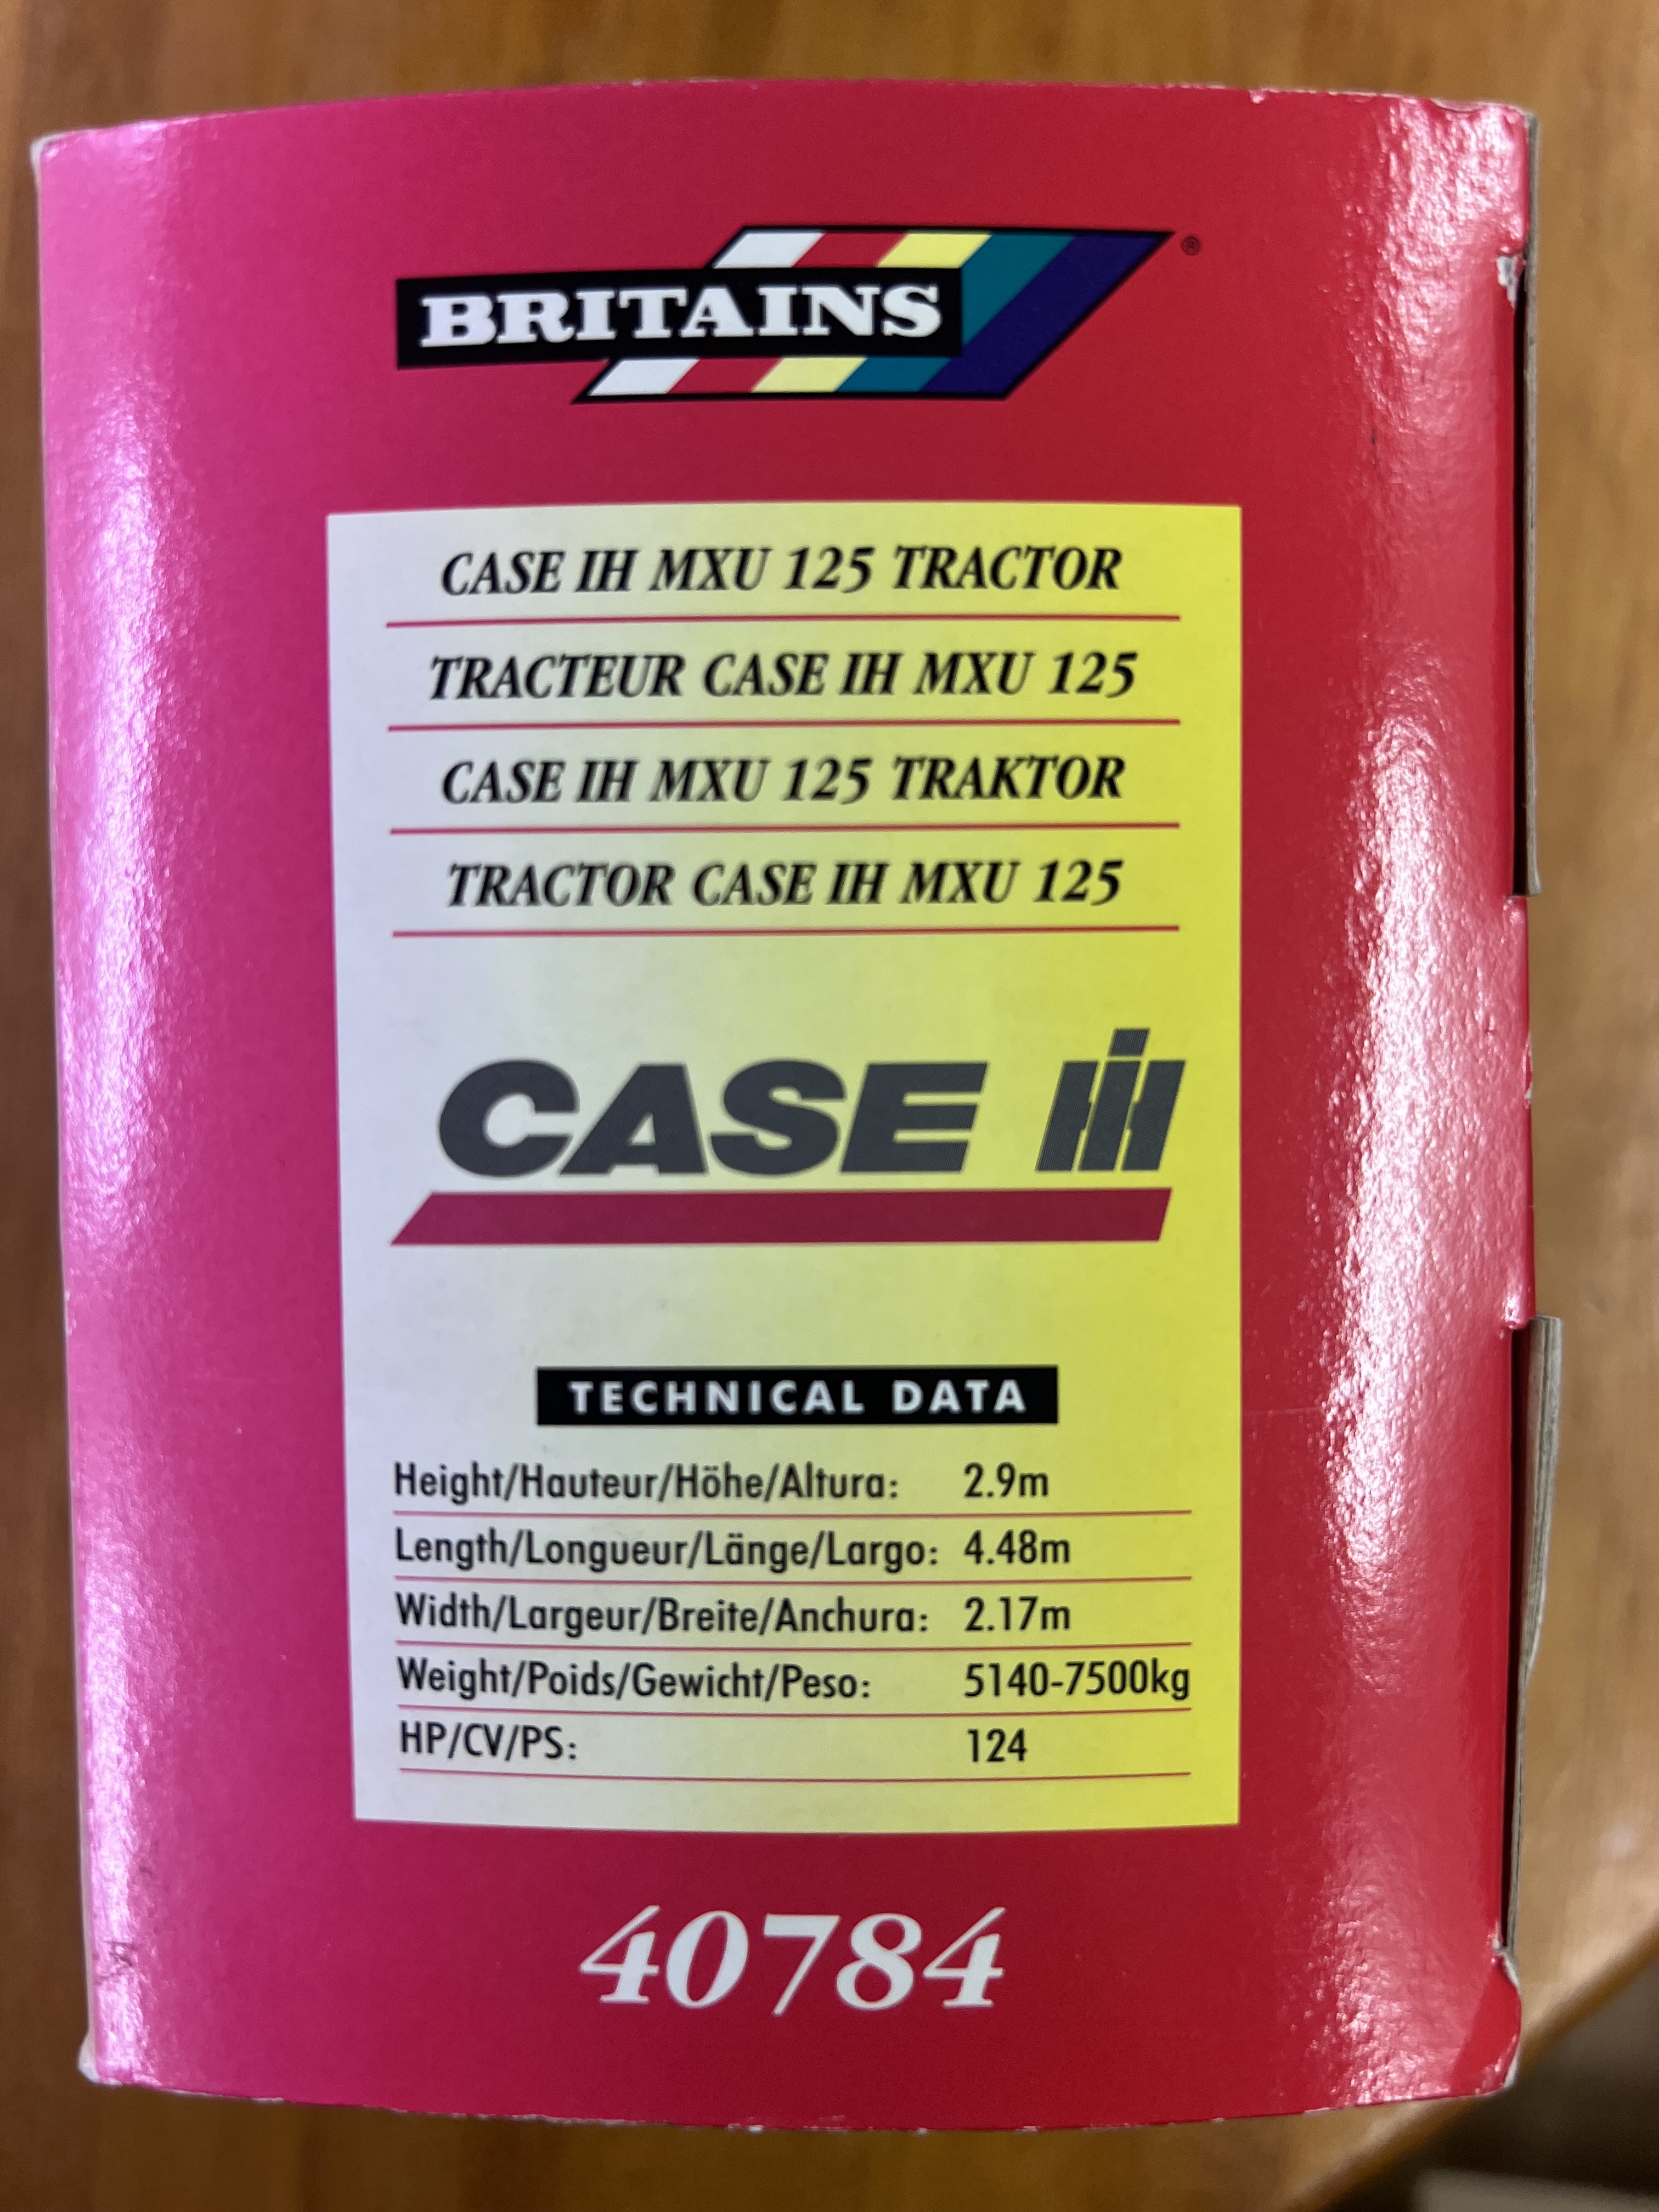 BRITAINS ®
CASE IH MXU 125 TRACTOR
TRACTEUR CASE IH MXU 125
CASE IH MXU 125 TRAKTOR
TRACTOR CASE IH MXU 125
CASE IH
TECHNICAL DATA
Height/Hauteur/Höhe/Altura: 2.9m
Length/Longueur/Länge/Largo: 4.48m
Width/Largeur/Breite/Anchura: 2.17m
Weight/Poids/Gewicht/Peso: 5140-7500kg
HP/CV/PS: 124
40784